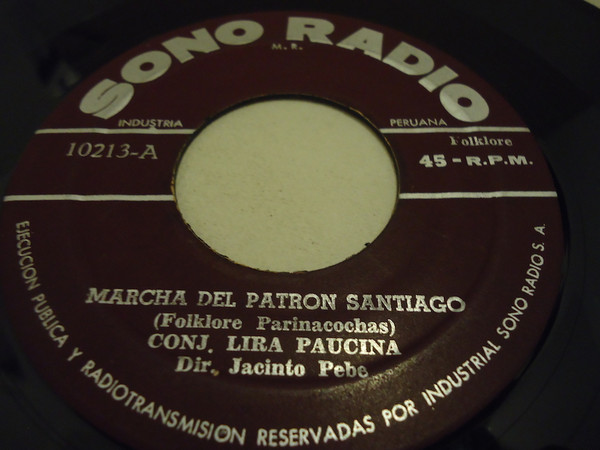 SONO RADIO
M. R.
INDUSTRIA PERUANA
10213-A
Folklore
45 - R.P.M.
MARCHA DEL PATRON SANTIAGO
(Folklore Parinacochas)
CONJ. LIRA PAUCINA
Dir. Jacinto Pebe
EJECUCION PUBLICA Y RADIOTRANSMISIÓN RESERVADAS POR INDUSTRIAL SONO RADIO S. A.